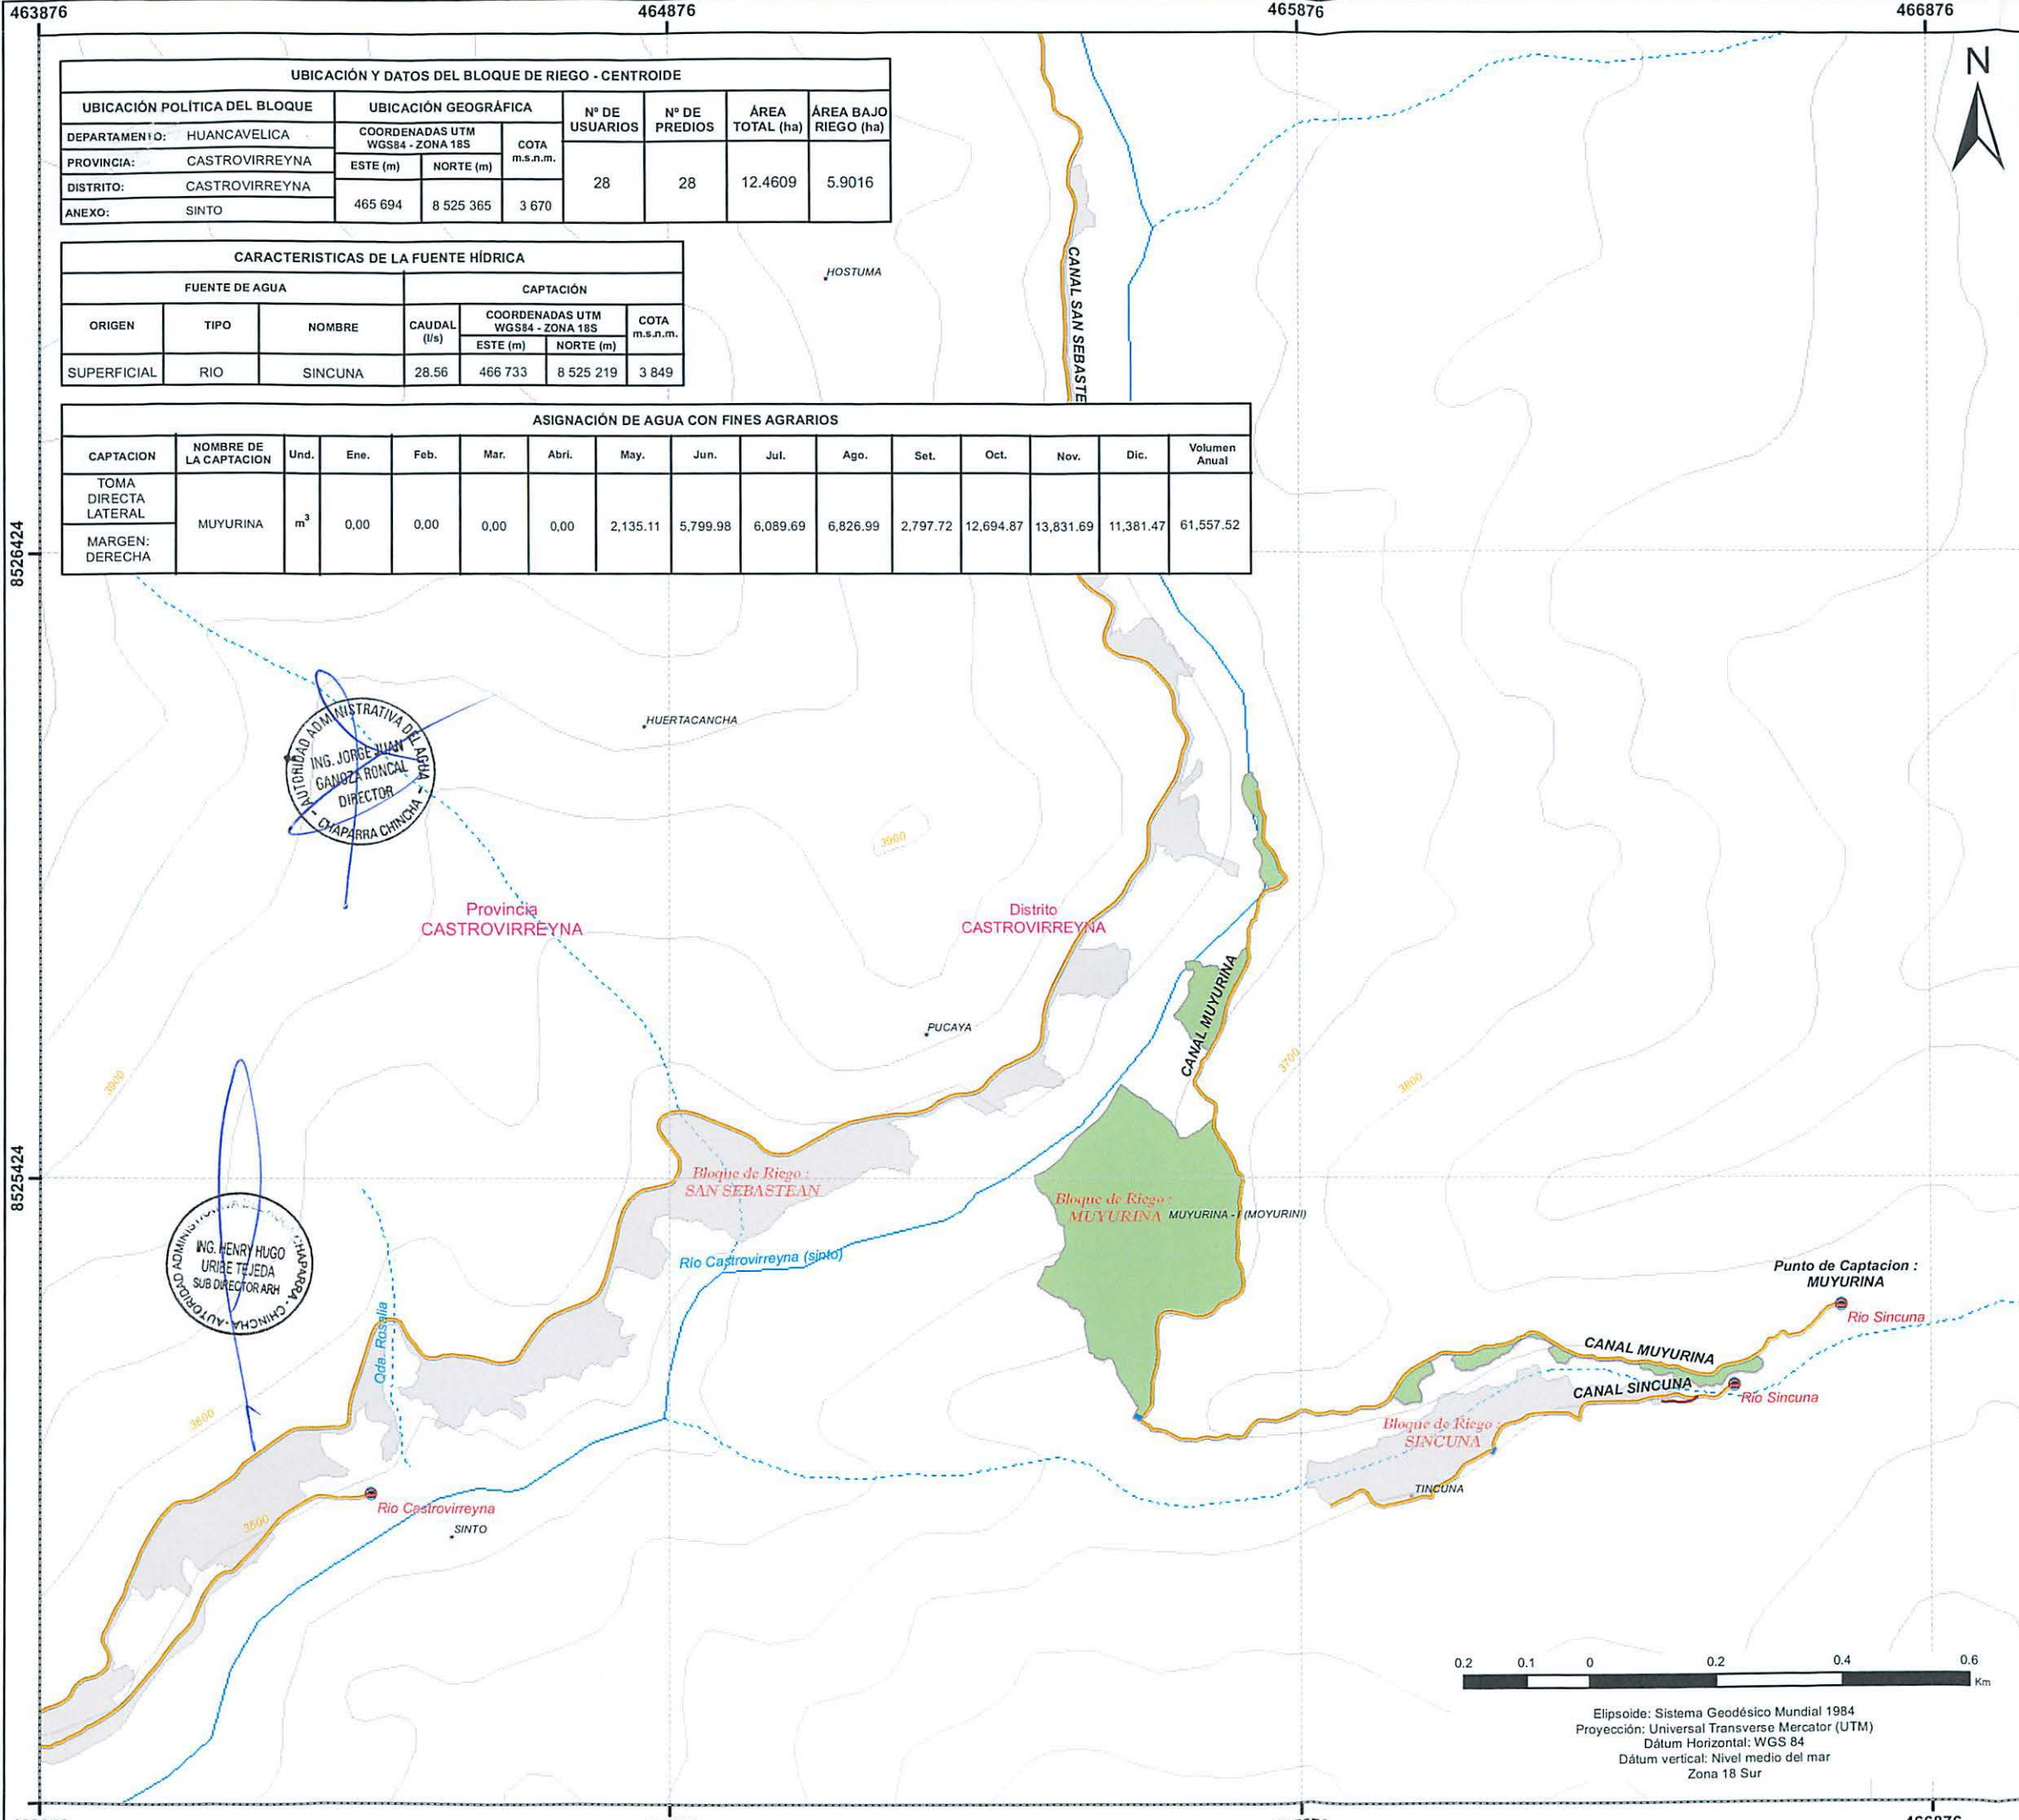 463876
464876
465876
466876
N
UBICACIÓN Y DATOS DEL BLOQUE DE RIEGO - CENTROIDE
UBICACIÓN POLÍTICA DEL BLOQUE
UBICACIÓN GEOGRÁFICA
Nº DE USUARIOS
Nº DE PREDIOS
ÁREA TOTAL (ha)
ÁREA BAJO RIEGO (ha)
DEPARTAMENTO: HUANCAVELICA
COORDENADAS UTM
WGS84 - ZONA 18S
COTA
m.s.n.m.
PROVINCIA: CASTROVIRREYNA
ESTE (m)
NORTE (m)
DISTRITO: CASTROVIRREYNA
ANEXO: SINTO
465 694
8 525 365
3 670
28
28
12.4609
5.9016
CARACTERISTICAS DE LA FUENTE HÍDRICA
FUENTE DE AGUA
CAPTACIÓN
ORIGEN
TIPO
NOMBRE
CAUDAL
(l/s)
COORDENADAS UTM
WGS84 - ZONA 18S
COTA
m.s.n.m.
ESTE (m)
NORTE (m)
SUPERFICIAL
RIO
SINCUNA
28.56
466 733
8 525 219
3 849
ASIGNACIÓN DE AGUA CON FINES AGRARIOS
CAPTACION
NOMBRE DE
LA CAPTACION
Und.
Ene.
Feb.
Mar.
Abri.
May.
Jun.
Jul.
Ago.
Set.
Oct.
Nov.
Dic.
Volumen
Anual
TOMA
DIRECTA
LATERAL
MARGEN:
DERECHA
MUYURINA
m³
0,00
0,00
0,00
0,00
2,135.11
5,799.98
6,089.69
6,826.99
2,797.72
12,694.87
13,831.69
11,381.47
61,557.52
HOSTUMA
CANAL SAN SEBASTE
8526424
HUERTACANCHA
AUTORIDAD ADMINISTRATIVA DEL AGUA
ING. JORGE JUAN
GANOZA RONCAL
DIRECTOR
- CHAPARRA CHINCHA -
3900
Provincia
CASTROVIRREYNA
Distrito
CASTROVIRREYNA
CANAL MUYURINA
PUCAYA
3900
3700
3800
8525424
Bloque de Riego :
SAN SEBASTEAN
Bloque de Riego :
MUYURINA
MUYURINA - I (MOYURINI)
Río Castrovirreyna (sinto)
ING. HENRY HUGO
URIBE TEJEDA
SUB DIRECTOR ARH
CHAPARRA - CHINCHA - AUTORIDAD
Qda. Rosalia
Punto de Captacion :
MUYURINA
Rio Sincuna
CANAL MUYURINA
CANAL SINCUNA
Rio Sincuna
3600
Bloque de Riego :
SINCUNA
TINCUNA
Rio Castrovirreyna
3500
SINTO
0.2
0.1
0
0.2
0.4
0.6
Km
Elipsoide: Sistema Geodésico Mundial 1984
Proyección: Universal Transverse Mercator (UTM)
Dátum Horizontal: WGS 84
Dátum vertical: Nivel medio del mar
Zona 18 Sur